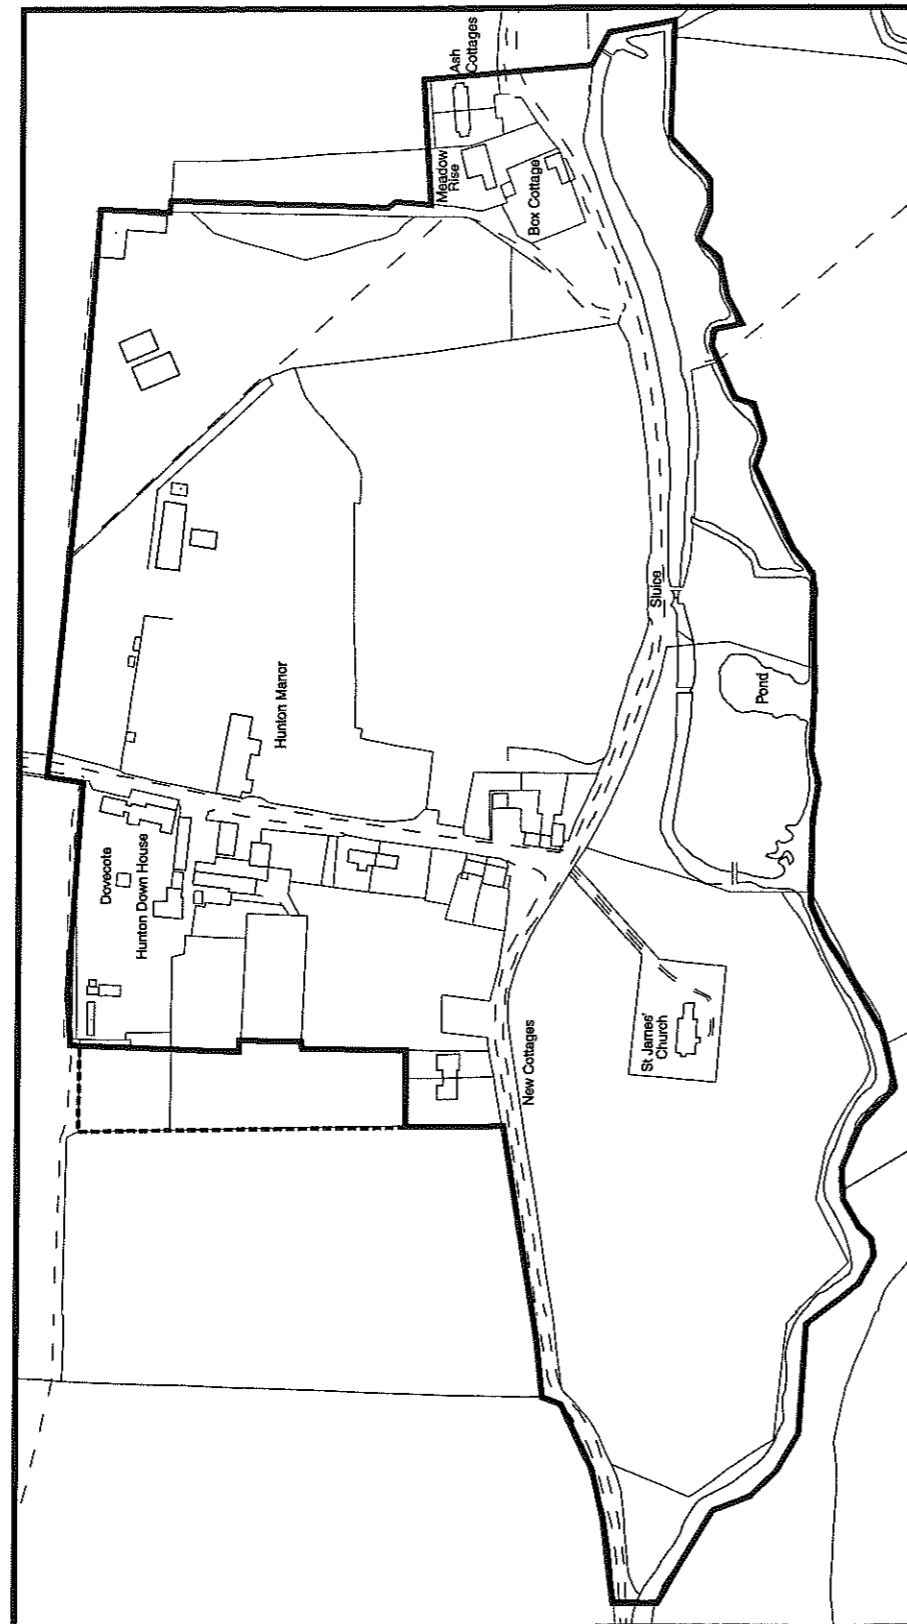 Ash
Cottages
Meadow
Rise
Box Cottage
Sluice
Pond
Hunton Manor
Dovecote
Hunton Down House
St James'
Church
New Cottages